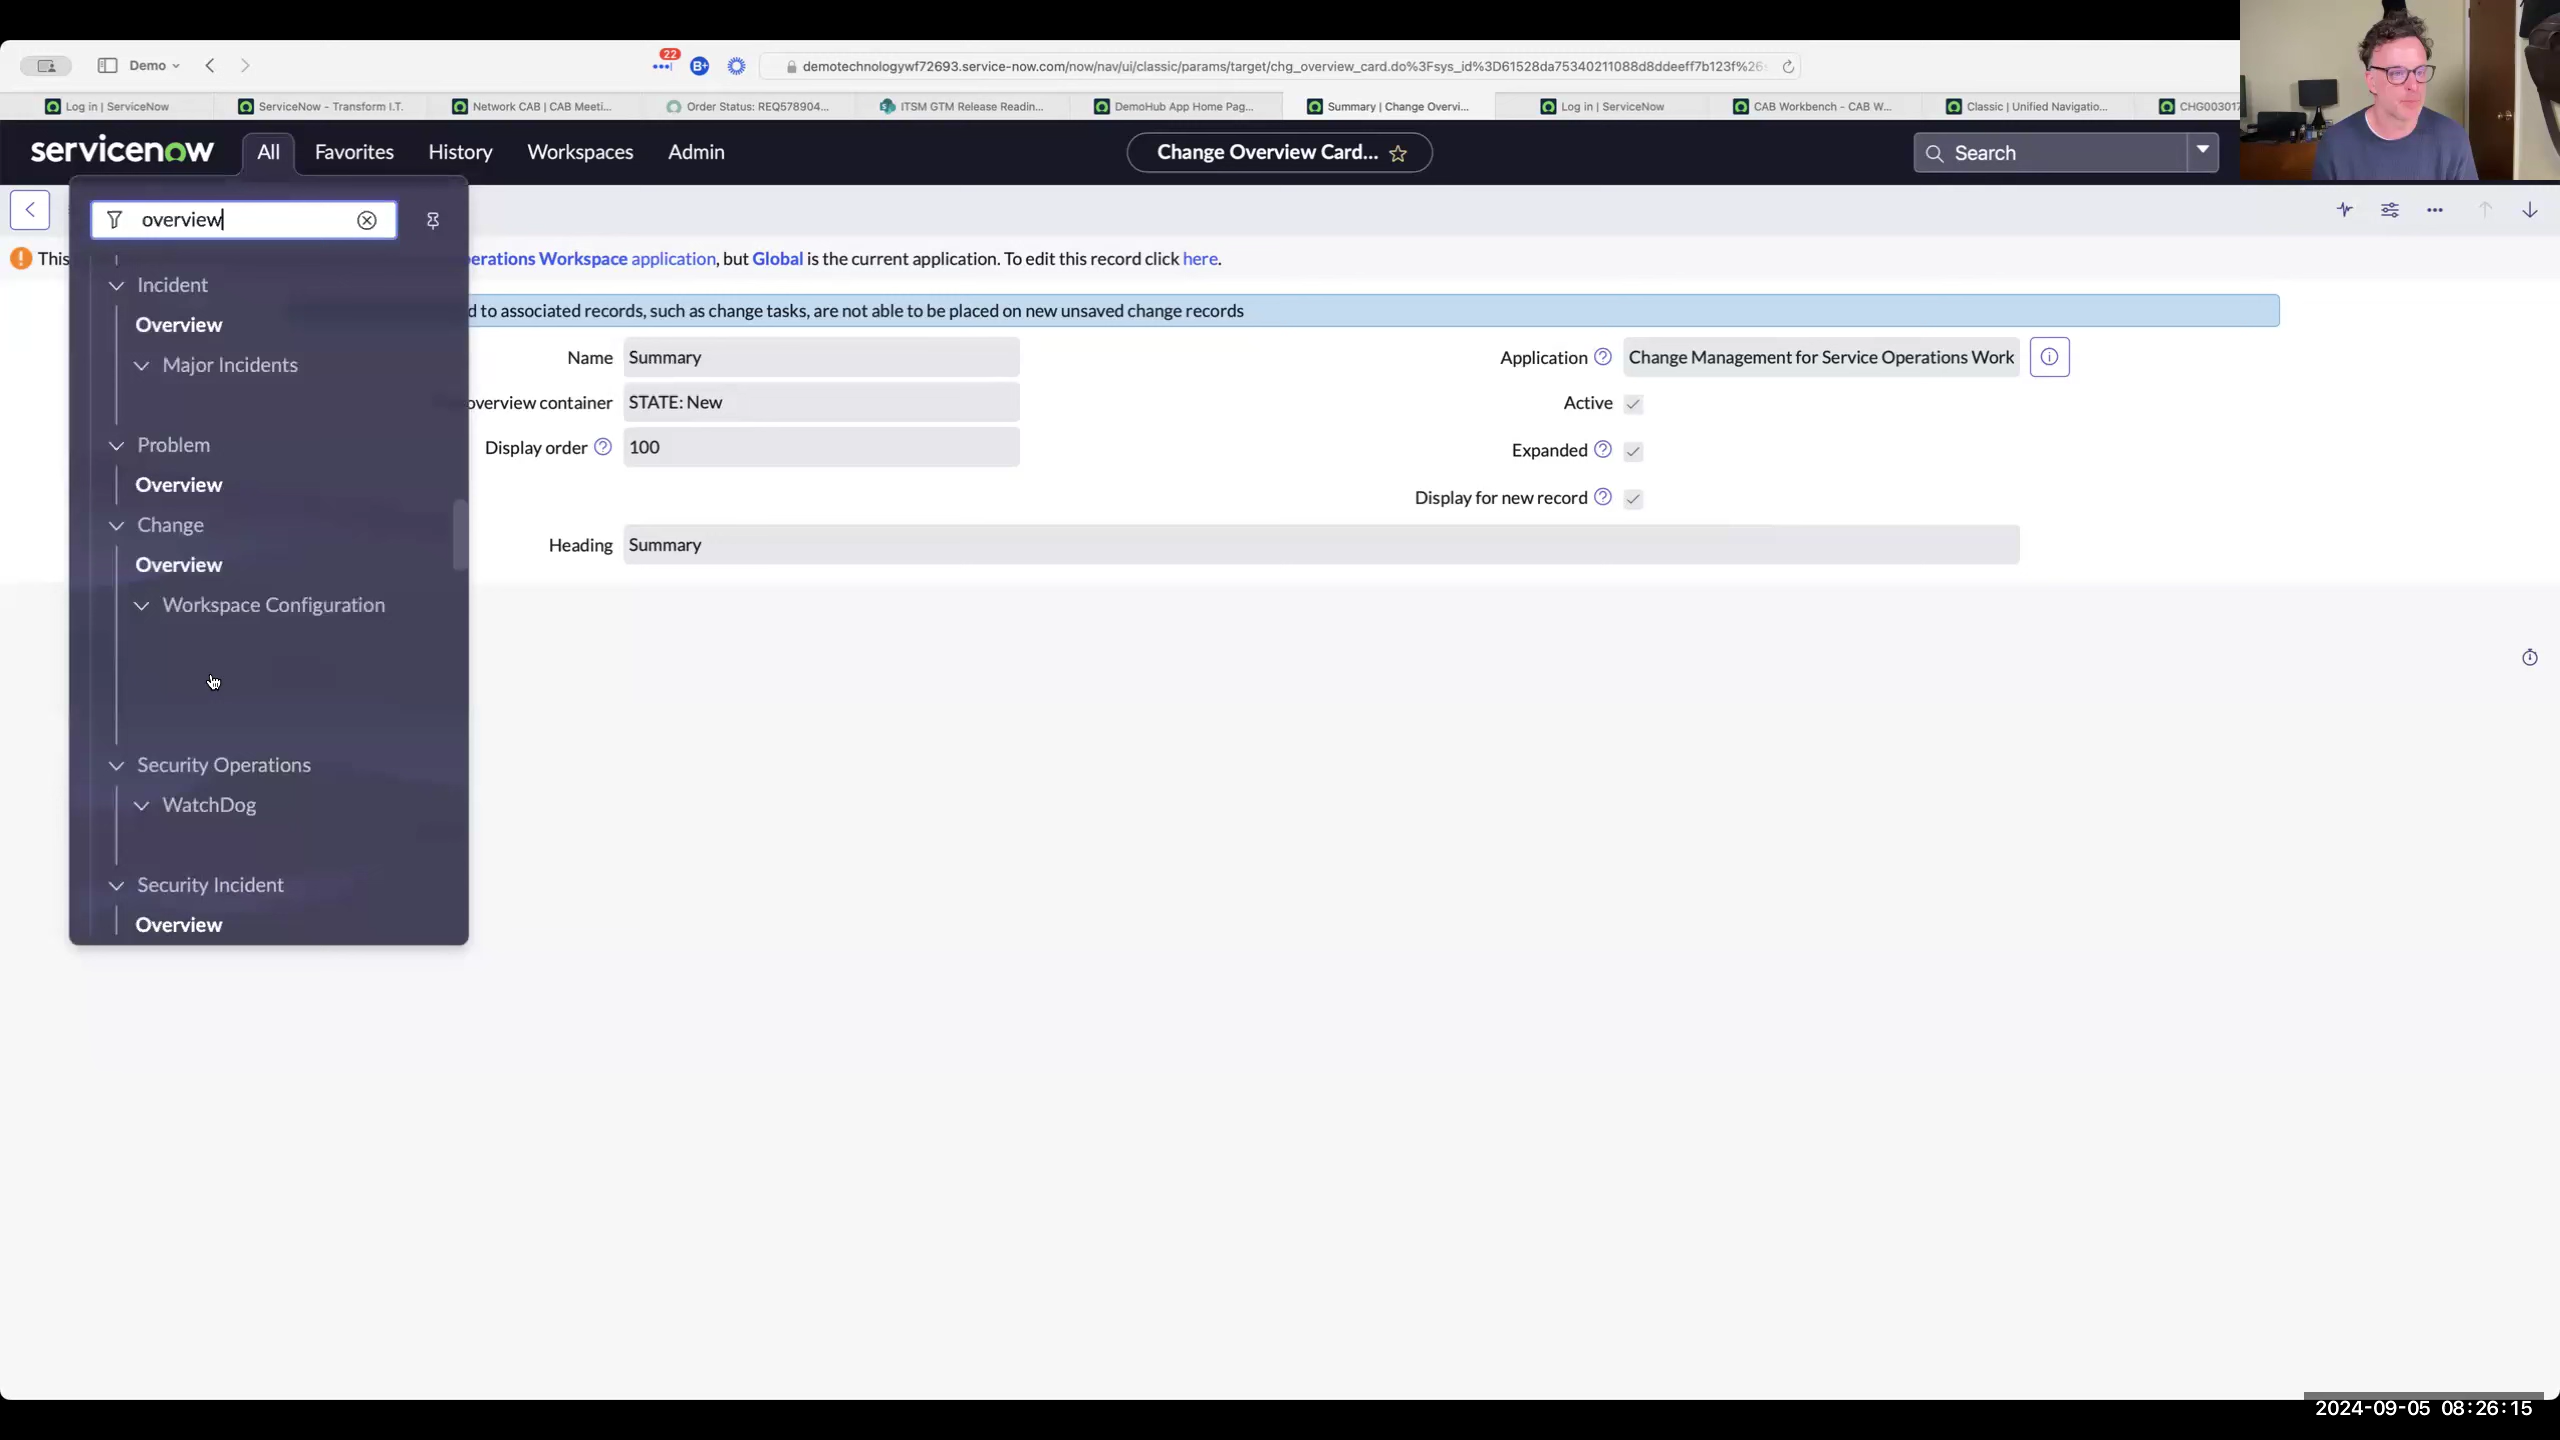 Demo
22
B+
demotechnologywf72693.service-now.com/now/nav/ui/classic/params/target/chg_overview_card.do%3Fsys_id%3D61528da75340211088d8ddeeff7b123f%26
Log in | ServiceNow
ServiceNow - Transform I.T.
Network CAB | CAB Meeti...
Order Status: REQ578904...
ITSM GTM Release Readin...
DemoHub App Home Pag...
Summary | Change Overvi...
Log in | ServiceNow
CAB Workbench - CAB W...
Classic | Unified Navigatio...
CHG003017
servicenow
All
Favorites
History
Workspaces
Admin
Change Overview Card...
Search
overview
This
erations Workspace application, but Global is the current application. To edit this record click here.
d to associated records, such as change tasks, are not able to be placed on new unsaved change records
Incident
Overview
Major Incidents
Problem
Overview
Change
Overview
Workspace Configuration
Security Operations
WatchDog
Security Incident
Overview
Name
Summary
overview container
STATE: New
Display order
100
Heading
Summary
Application
Change Management for Service Operations Work
Active
Expanded
Display for new record
2024-09-05 08:26:15